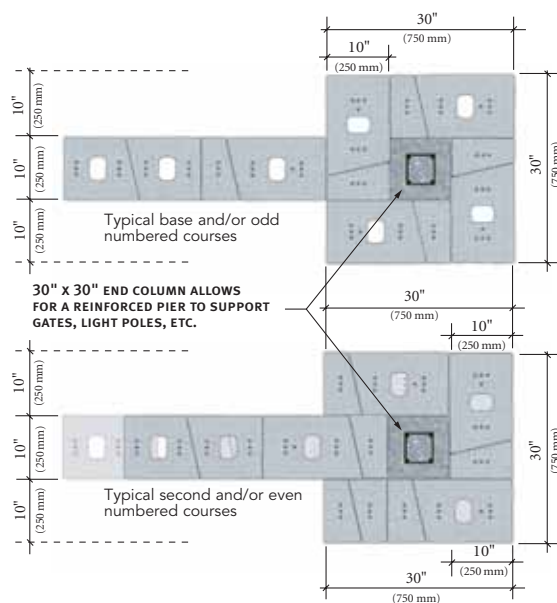 30"
(750 mm)
10"
(250 mm)
10"
(250 mm)
10"
(250 mm)
10"
(250 mm)
30"
(750 mm)
Typical base and/or odd
numbered courses
30" X 30" END COLUMN ALLOWS
FOR A REINFORCED PIER TO SUPPORT
GATES, LIGHT POLES, ETC.
30"
(750 mm)
10"
(250 mm)
10"
(250 mm)
10"
(250 mm)
10"
(250 mm)
30"
(750 mm)
Typical second and/or even
numbered courses
10"
(250 mm)
30"
(750 mm)